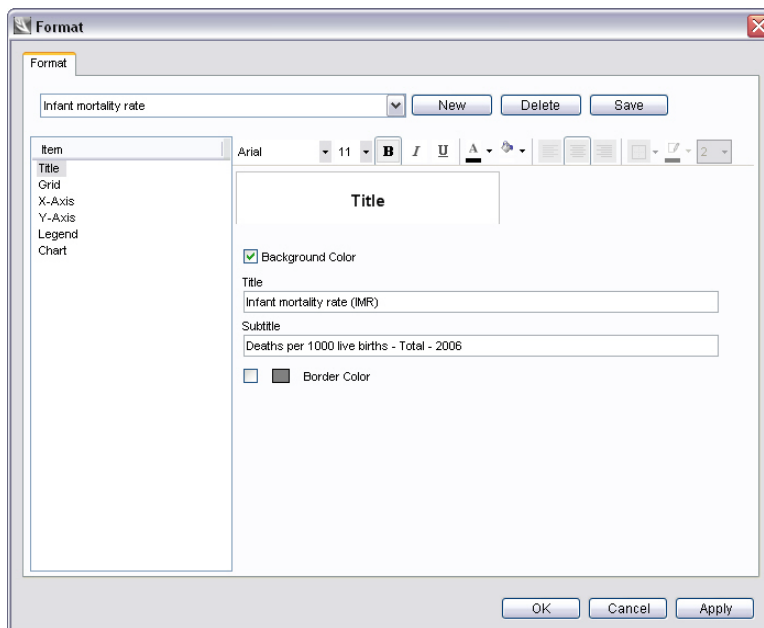 Format
Format
Infant mortality rate
New
Delete
Save
Item
Title
Grid
X-Axis
Y-Axis
Legend
Chart
Arial 11 B I U A 2
Title
Background Color
Title
Infant mortality rate (IMR)
Subtitle
Deaths per 1000 live births - Total - 2006
Border Color
OK
Cancel
Apply